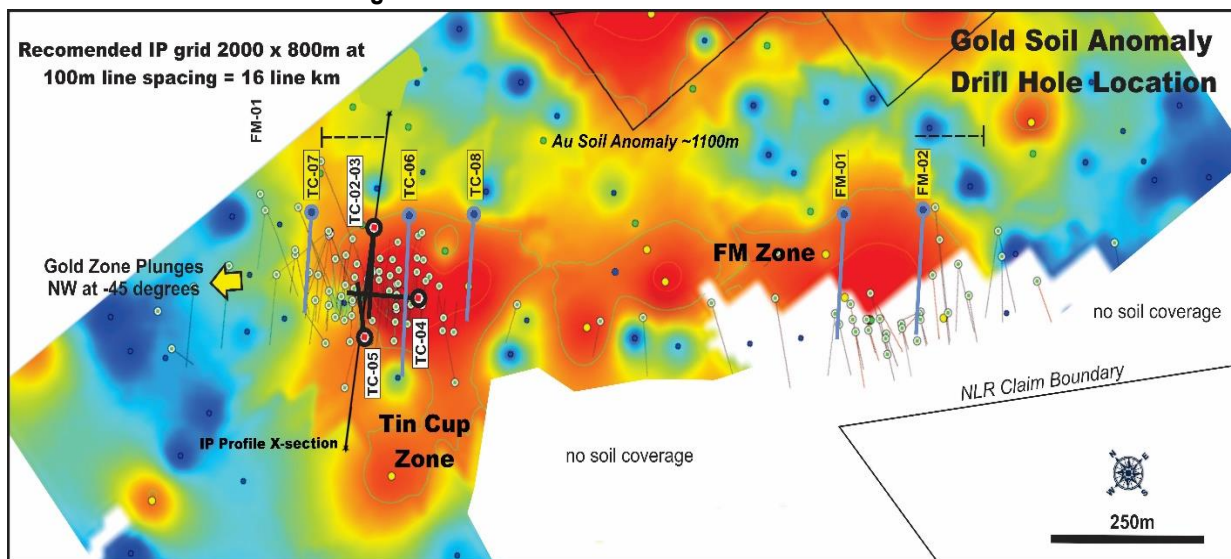 Recomended IP grid 2000 x 800m at
100m line spacing = 16 line km
Gold Soil Anomaly
Drill Hole Location
FM-01
TC-07
TC-02-03
TC-06
TC-08
Au Soil Anomaly ~1100m
FM-01
FM-02
FM Zone
Gold Zone Plunges
NW at -45 degrees
no soil coverage
TC-04
TC-05
NLR Claim Boundary
Tin Cup
Zone
IP Profile X-section
no soil coverage
N
E
W
S
250m